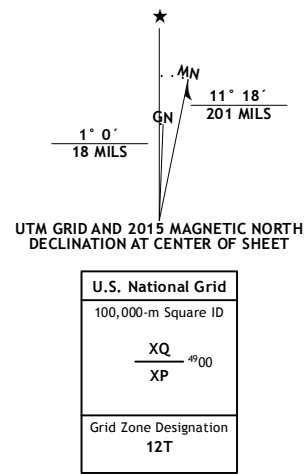 ★
MN
11° 18´
201 MILS
GN
1° 0´
18 MILS
UTM GRID AND 2015 MAGNETIC NORTH
DECLINATION AT CENTER OF SHEET
U.S. National Grid
100,000-m Square ID
XQ
4900
XP
Grid Zone Designation
12T